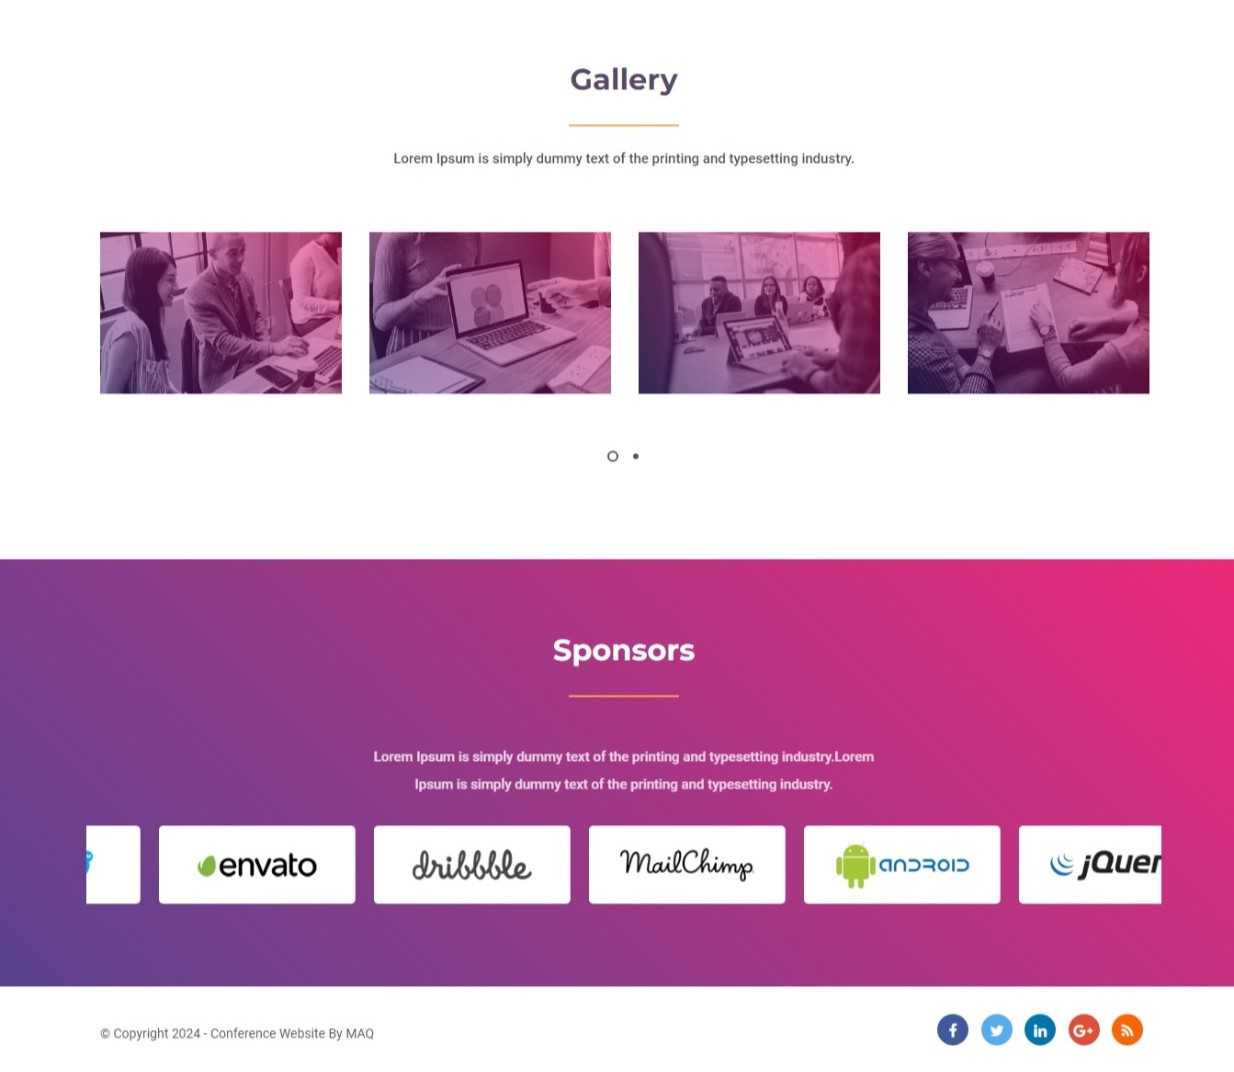 Gallery
Lorem Ipsum is simply dummy text of the printing and typesetting industry.
Sponsors
Lorem Ipsum is simply dummy text of the printing and typesetting industry.Lorem
Ipsum is simply dummy text of the printing and typesetting industry.
envato
dribbble
MailChimp
ANDROID
jQuer
© Copyright 2024 - Conference Website By MAQ
f
in
G+